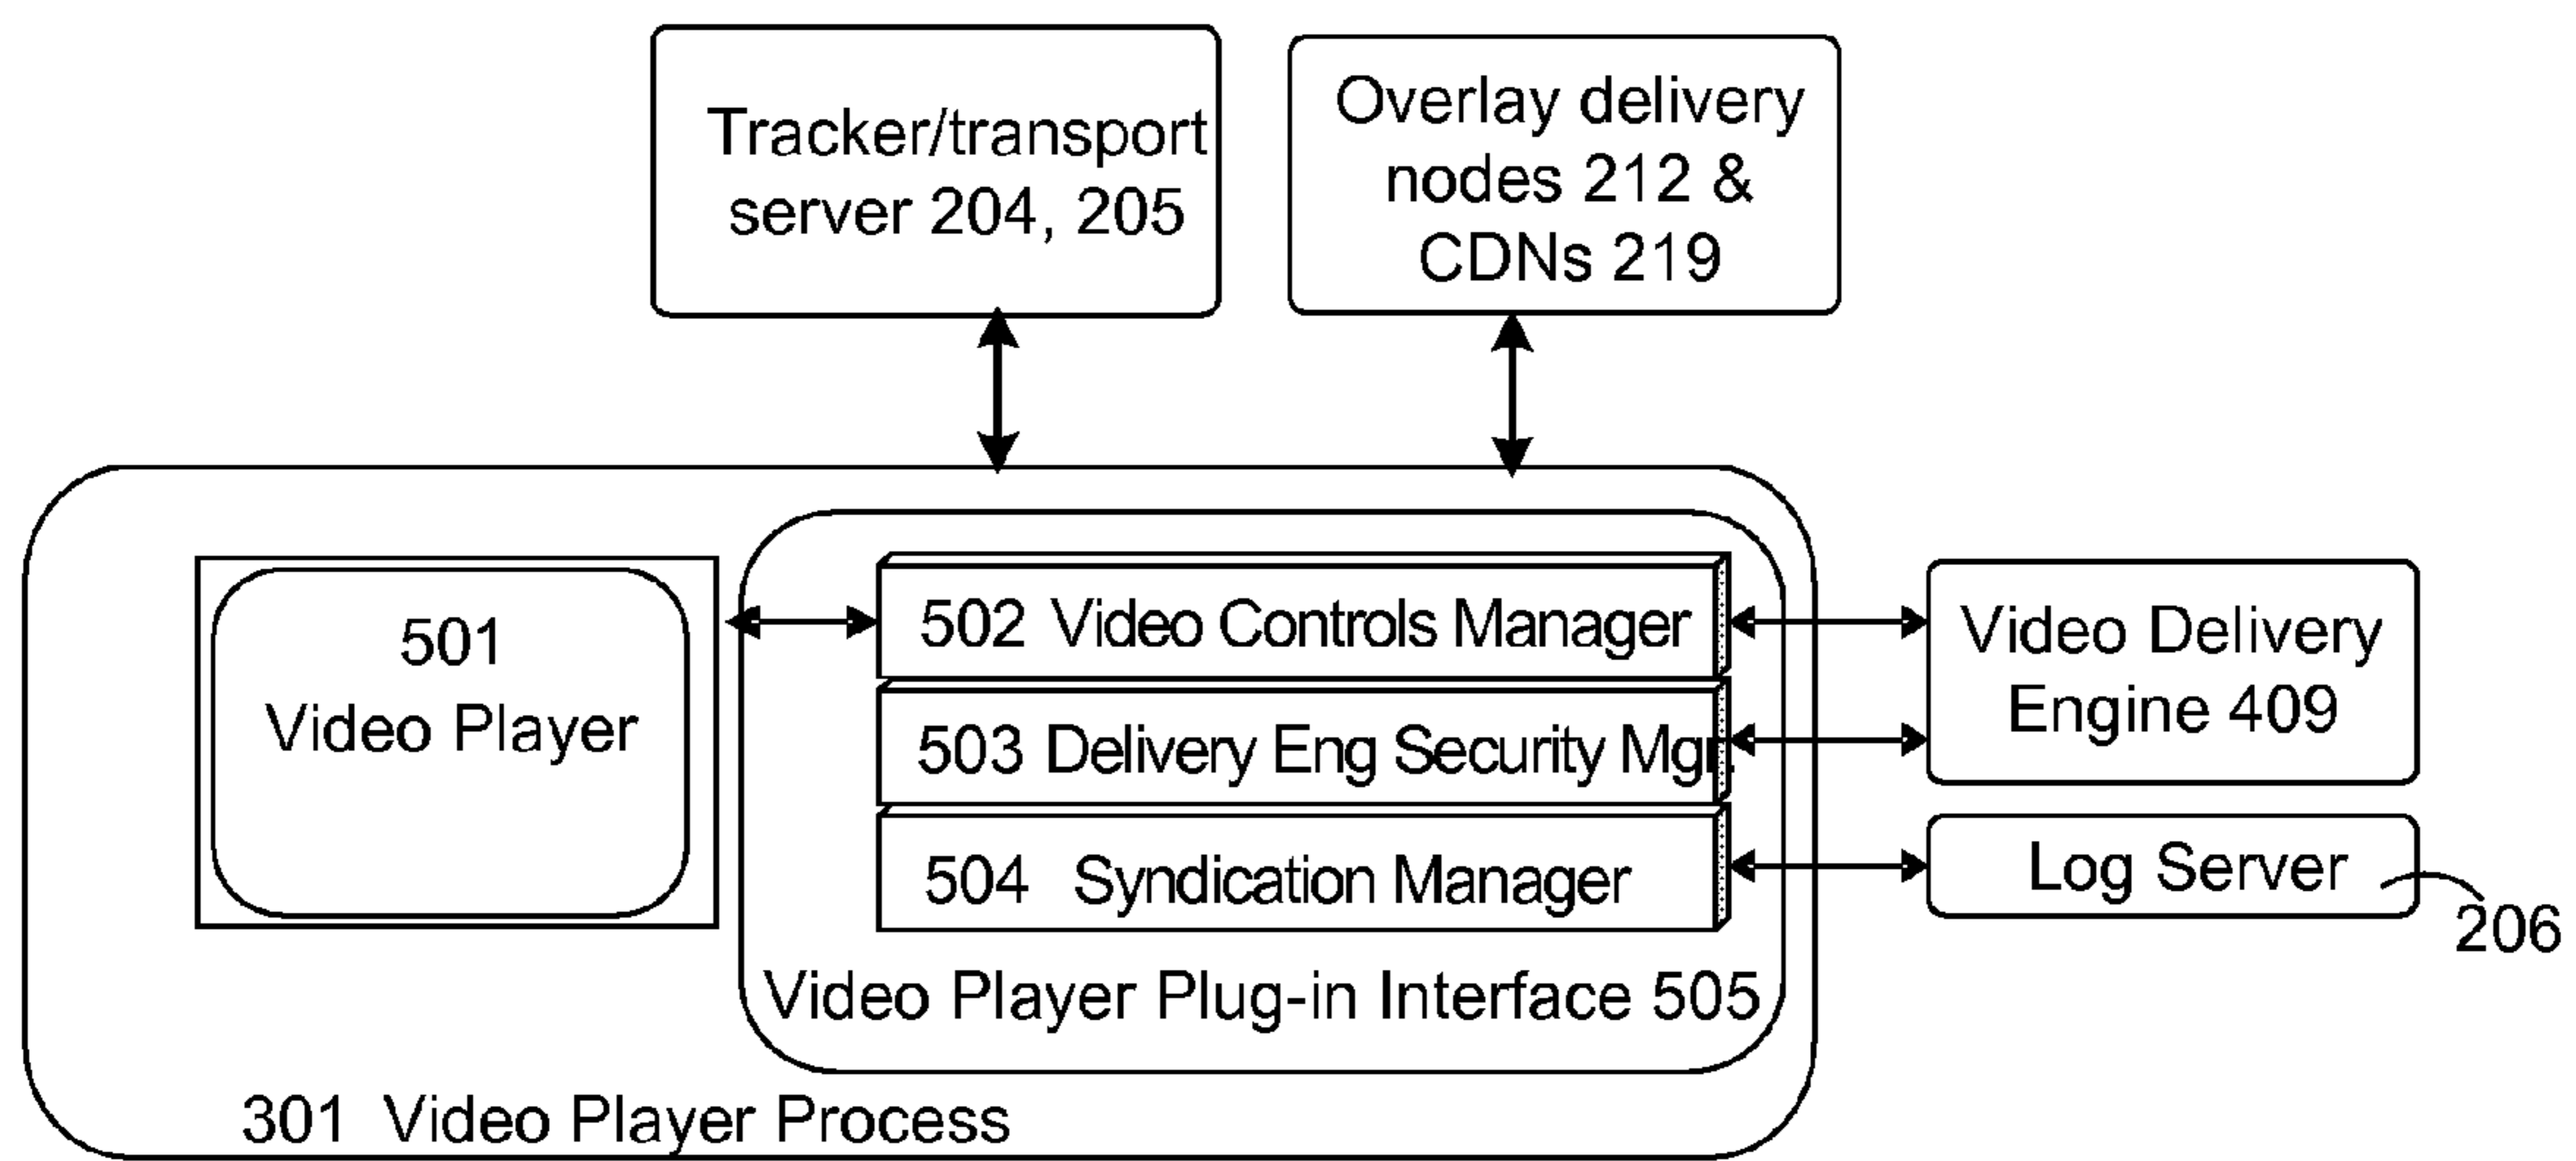 Tracker/transport
server 204, 205
Overlay delivery
nodes 212 &
CDNs 219
501
Video Player
502 Video Controls Manager
503 Delivery Eng Security Mgr.
504 Syndication Manager
Video Player Plug-in Interface 505
301 Video Player Process
Video Delivery
Engine 409
Log Server
206